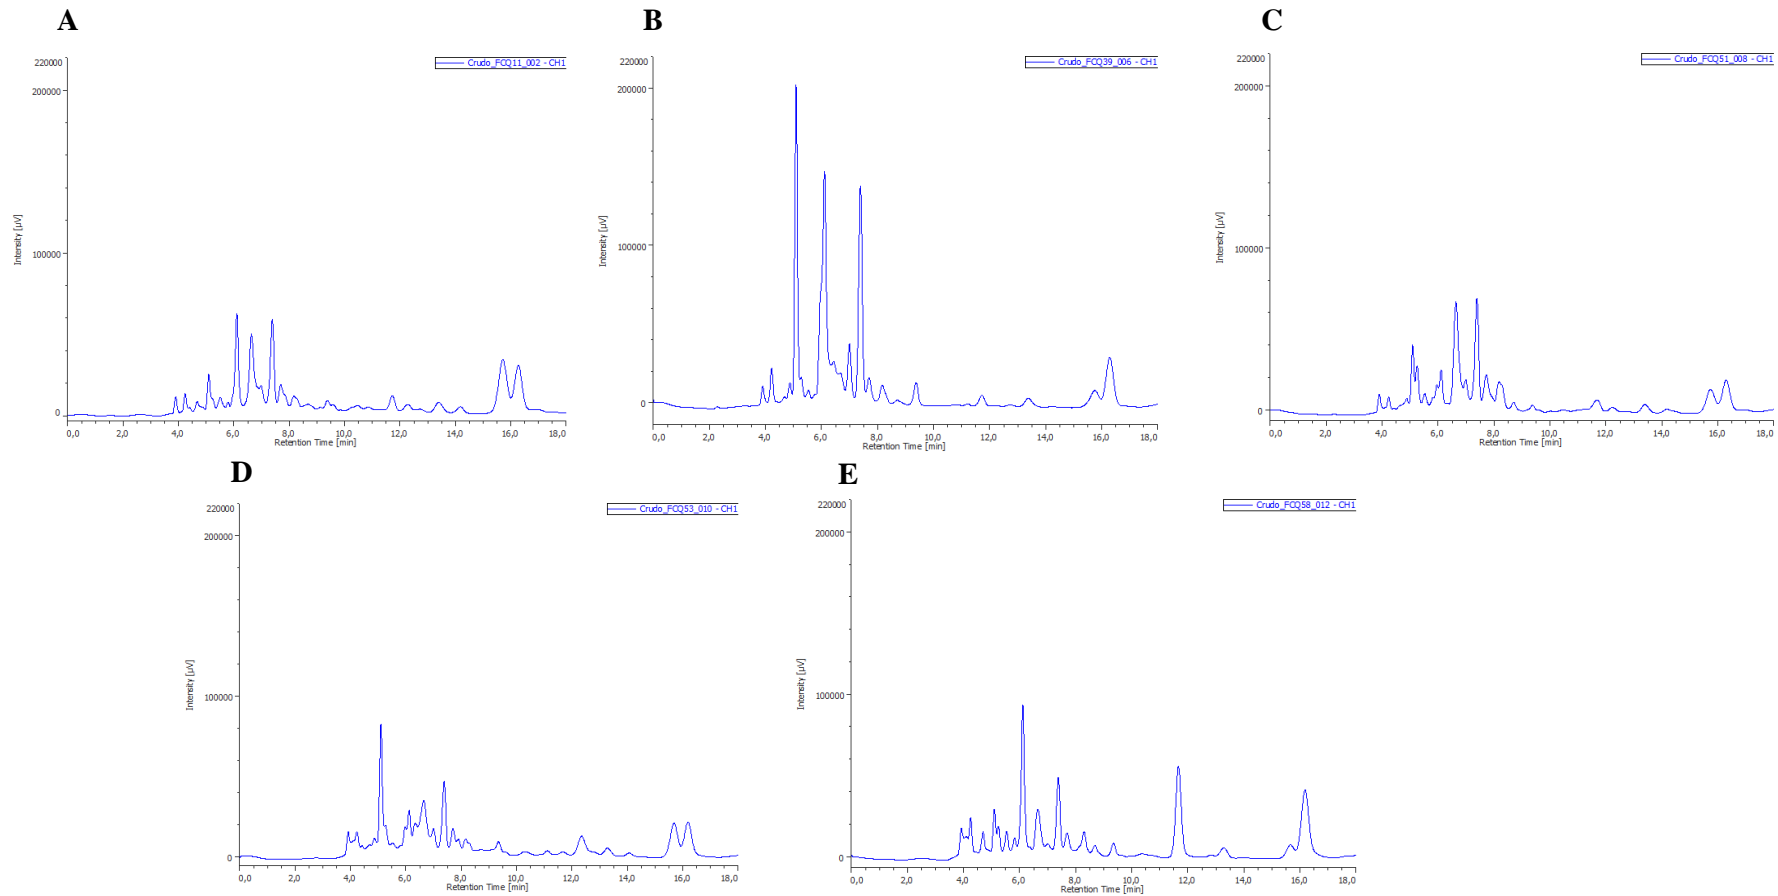 A
Crudo_FCQ11_002 - CH1
220000
200000
100000
0
Intensity [µV]
0,0 2,0 4,0 6,0 8,0 10,0 12,0 14,0 16,0 18,0
Retention Time [min]
B
Crudo_FCQ39_006 - CH1
220000
200000
100000
0
Intensity [µV]
0,0 2,0 4,0 6,0 8,0 10,0 12,0 14,0 16,0 18,0
Retention Time [min]
C
Crudo_FCQ51_008 - CH1
220000
200000
100000
0
Intensity [µV]
0,0 2,0 4,0 6,0 8,0 10,0 12,0 14,0 16,0 18,0
Retention Time [min]
D
Crudo_FCQ53_010 - CH1
220000
200000
100000
0
Intensity [µV]
0,0 2,0 4,0 6,0 8,0 10,0 12,0 14,0 16,0 18,0
Retention Time [min]
E
Crudo_FCQ58_012 - CH1
220000
200000
100000
0
Intensity [µV]
0,0 2,0 4,0 6,0 8,0 10,0 12,0 14,0 16,0 18,0
Retention Time [min]